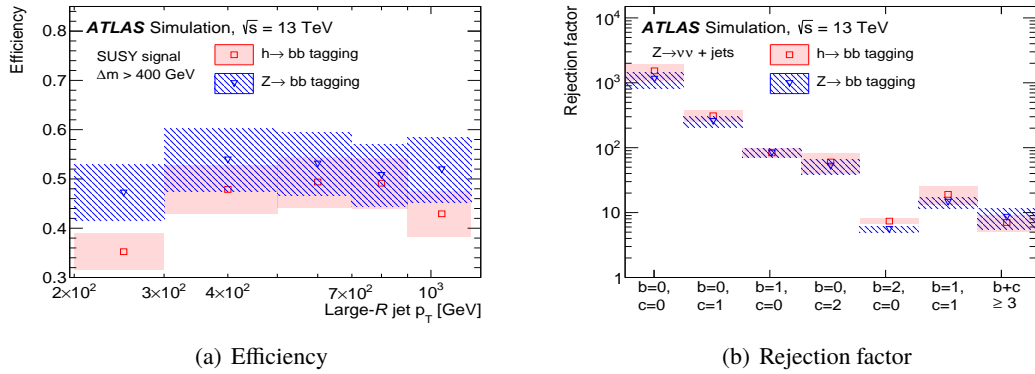 ATLAS Simulation, √s = 13 TeV
SUSY signal
Δm > 400 GeV
h→ bb tagging
Z→ bb tagging
Efficiency
0.8
0.7
0.6
0.5
0.4
0.3
2×10² 3×10² 4×10² 7×10² 10³
Large-R jet p_T [GeV]
(a) Efficiency
ATLAS Simulation, √s = 13 TeV
Z→νν + jets
h→ bb tagging
Z→ bb tagging
Rejection factor
10⁴
10³
10²
10
1
b=0, b=0, b=1, b=0, b=2, b=1, b+c
c=0 c=1 c=0 c=2 c=0 c=1 ≥ 3
(b) Rejection factor